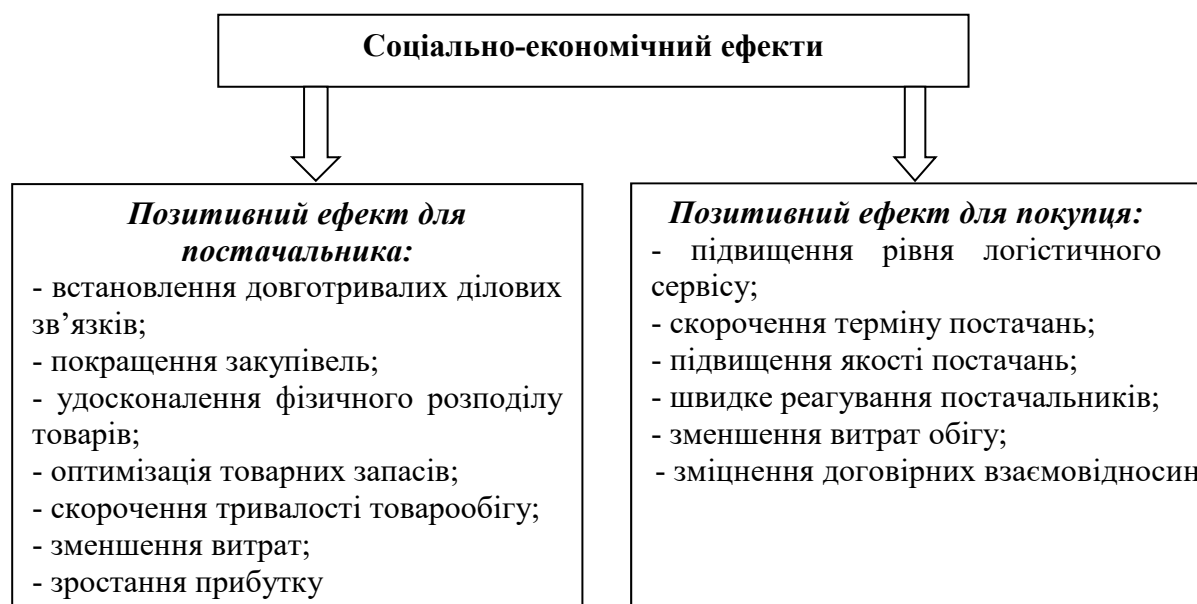 Соціально-економічний ефекти
Позитивний ефект для
постачальника:
- встановлення довготривалих ділових
зв’язків;
- покращення закупівель;
- удосконалення фізичного розподілу
товарів;
- оптимізація товарних запасів;
- скорочення тривалості товарообігу;
- зменшення витрат;
- зростання прибутку
Позитивний ефект для покупця:
- підвищення рівня логістичного
сервісу;
- скорочення терміну постачань;
- підвищення якості постачань;
- швидке реагування постачальників;
- зменшення витрат обігу;
- зміцнення договірних взаємовідносин